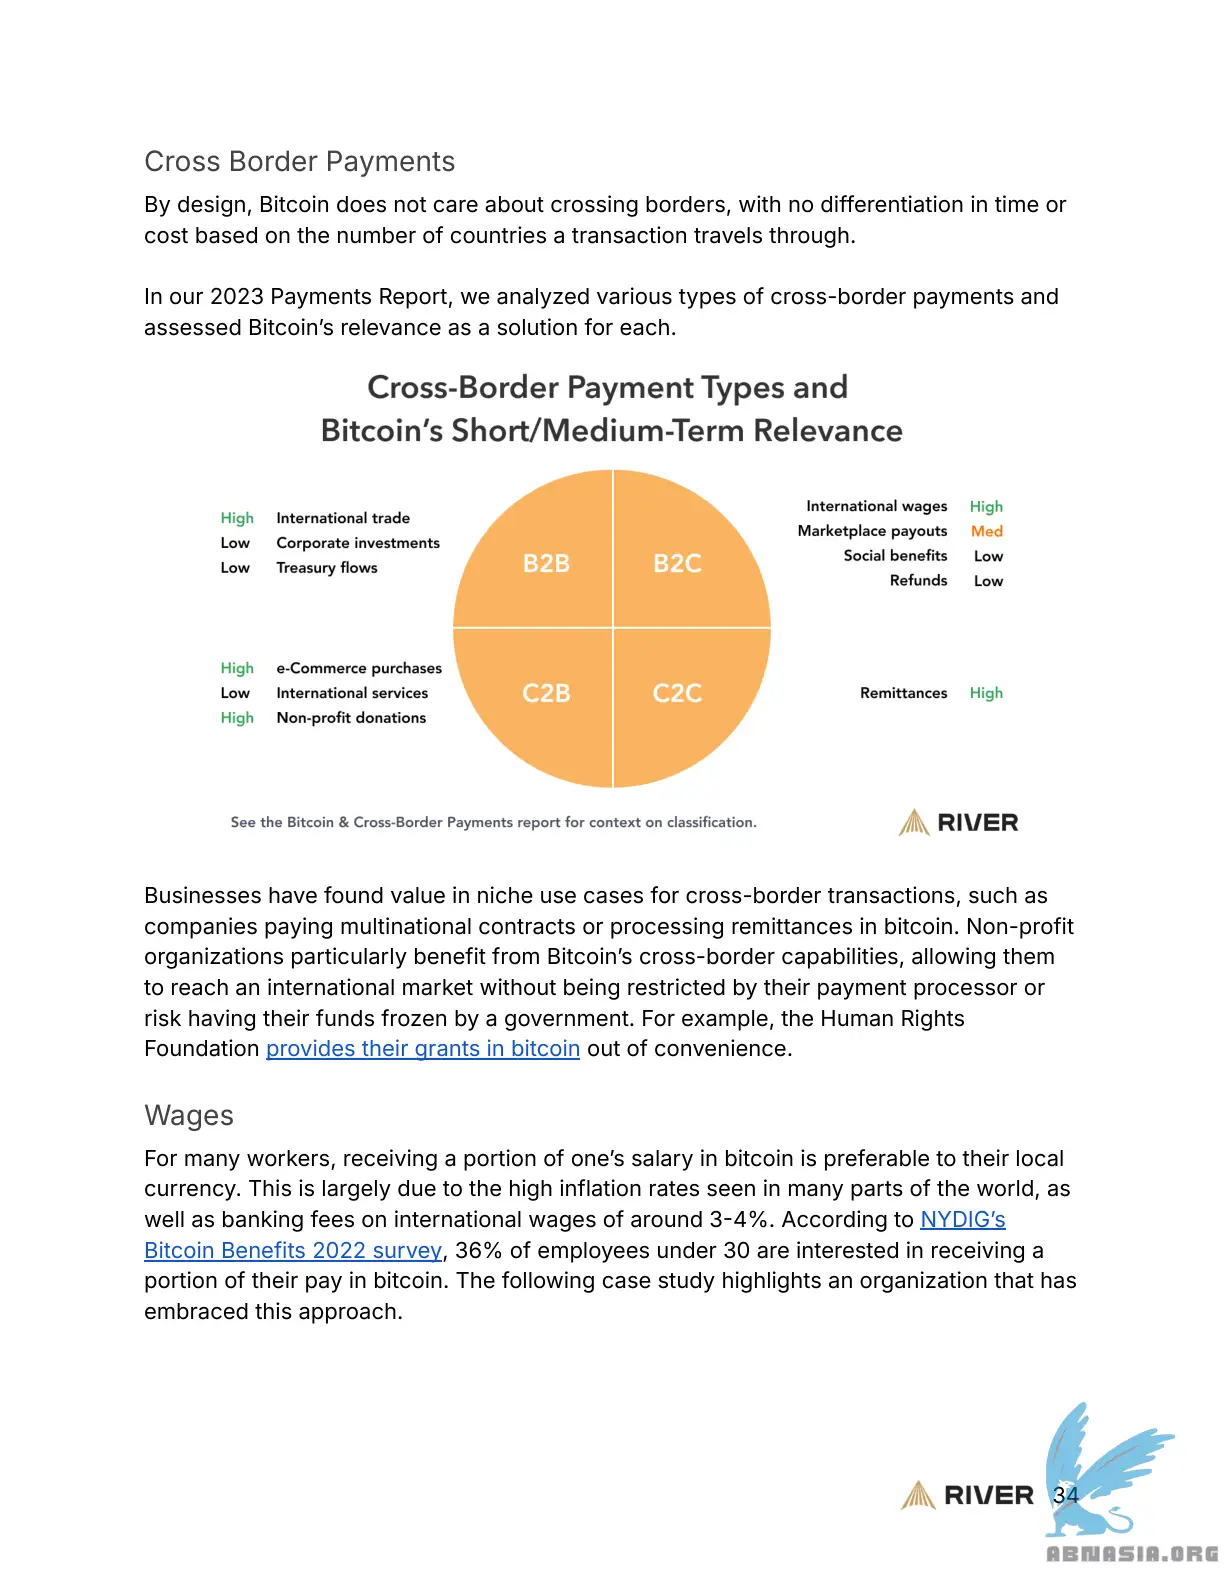 Cross Border Payments
By design, Bitcoin does not care about crossing borders, with no differentiation in time or
cost based on the number of countries a transaction travels through.
In our 2023 Payments Report, we analyzed various types of cross-border payments and
assessed Bitcoin's relevance as a solution for each.
Cross-Border Payment Types and
Bitcoin's Short/Medium-Term Relevance
High International trade
Low Corporate investments
Low Treasury flows
B2B
B2C
International wages High
Marketplace payouts Med
Social benefits Low
Refunds Low
High e-Commerce purchases
Low International services
High Non-profit donations
C2B
C2C
Remittances High
See the Bitcoin & Cross-Border Payments report for context on classification.
RIVER
Businesses have found value in niche use cases for cross-border transactions, such as
companies paying multinational contracts or processing remittances in bitcoin. Non-profit
organizations particularly benefit from Bitcoin's cross-border capabilities, allowing them
to reach an international market without being restricted by their payment processor or
risk having their funds frozen by a government. For example, the Human Rights
Foundation provides their grants in bitcoin out of convenience.
Wages
For many workers, receiving a portion of one's salary in bitcoin is preferable to their local
currency. This is largely due to the high inflation rates seen in many parts of the world, as
well as banking fees on international wages of around 3-4%. According to NYDIG's
Bitcoin Benefits 2022 survey, 36% of employees under 30 are interested in receiving a
portion of their pay in bitcoin. The following case study highlights an organization that has
embraced this approach.
RIVER 34
ABNASIA.ORG